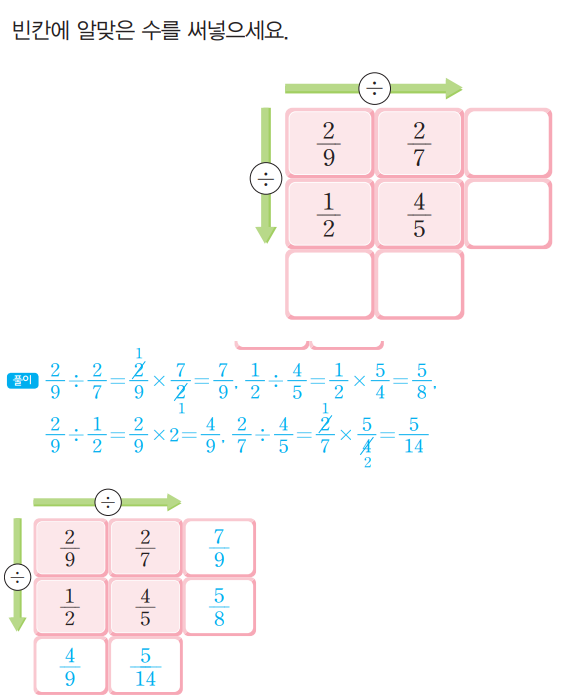 빈칸에 알맞은 수를 써넣으세요.
÷
÷ 2/9 2/7
1/2 4/5
풀이 2/9 ÷ 2/7 = 2/9 × 7/2 = 7/9, 1/2 ÷ 4/5 = 1/2 × 5/4 = 5/8,
1 1
2/9 ÷ 1/2 = 2/9 × 2 = 4/9, 2/7 ÷ 4/5 = 2/7 × 5/4 = 5/14
1 2
÷
÷ 2/9 2/7 7/9
1/2 4/5 5/8
4/9 5/14